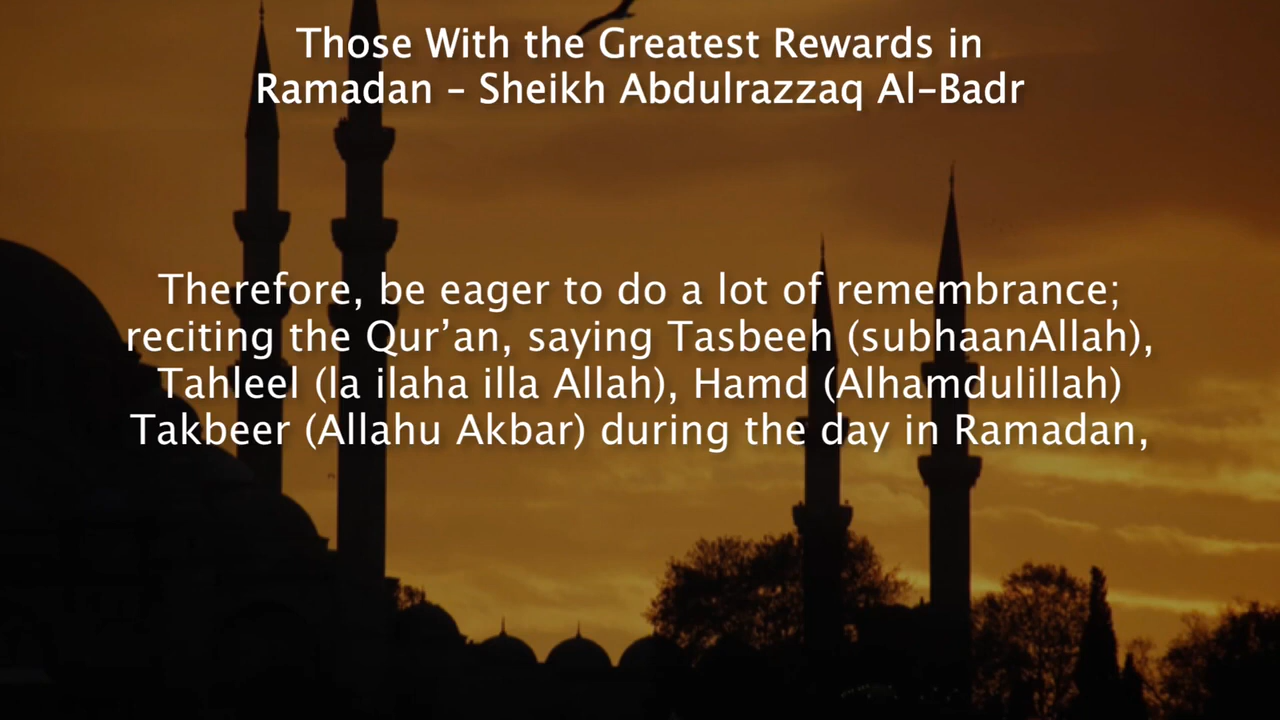 Those With the Greatest Rewards in
Ramadan – Sheikh Abdulrazzaq Al–Badr
Therefore, be eager to do a lot of remembrance;
reciting the Qur’an, saying Tasbeeh (subhaanAllah),
Tahleel (la ilaha illa Allah), Hamd (Alhamdulillah)
Takbeer (Allahu Akbar) during the day in Ramadan,